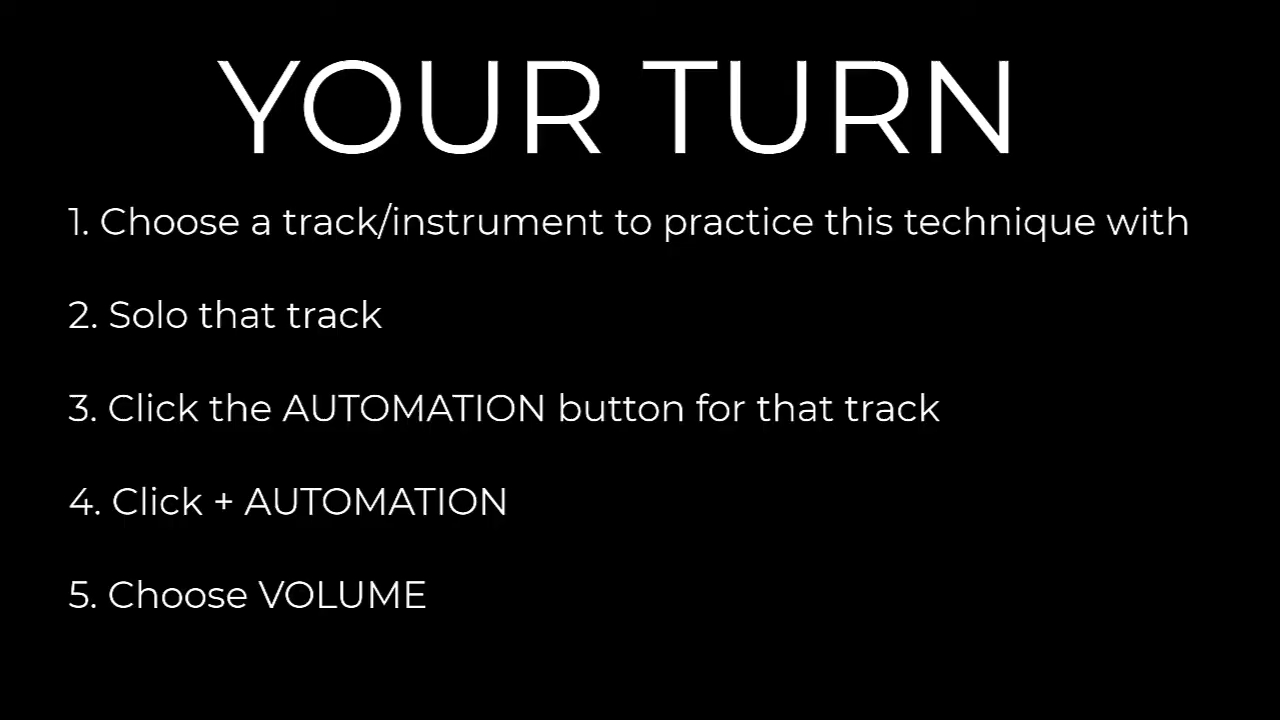 YOUR TURN
1. Choose a track/instrument to practice this technique with
2. Solo that track
3. Click the AUTOMATION button for that track
4. Click + AUTOMATION
5. Choose VOLUME